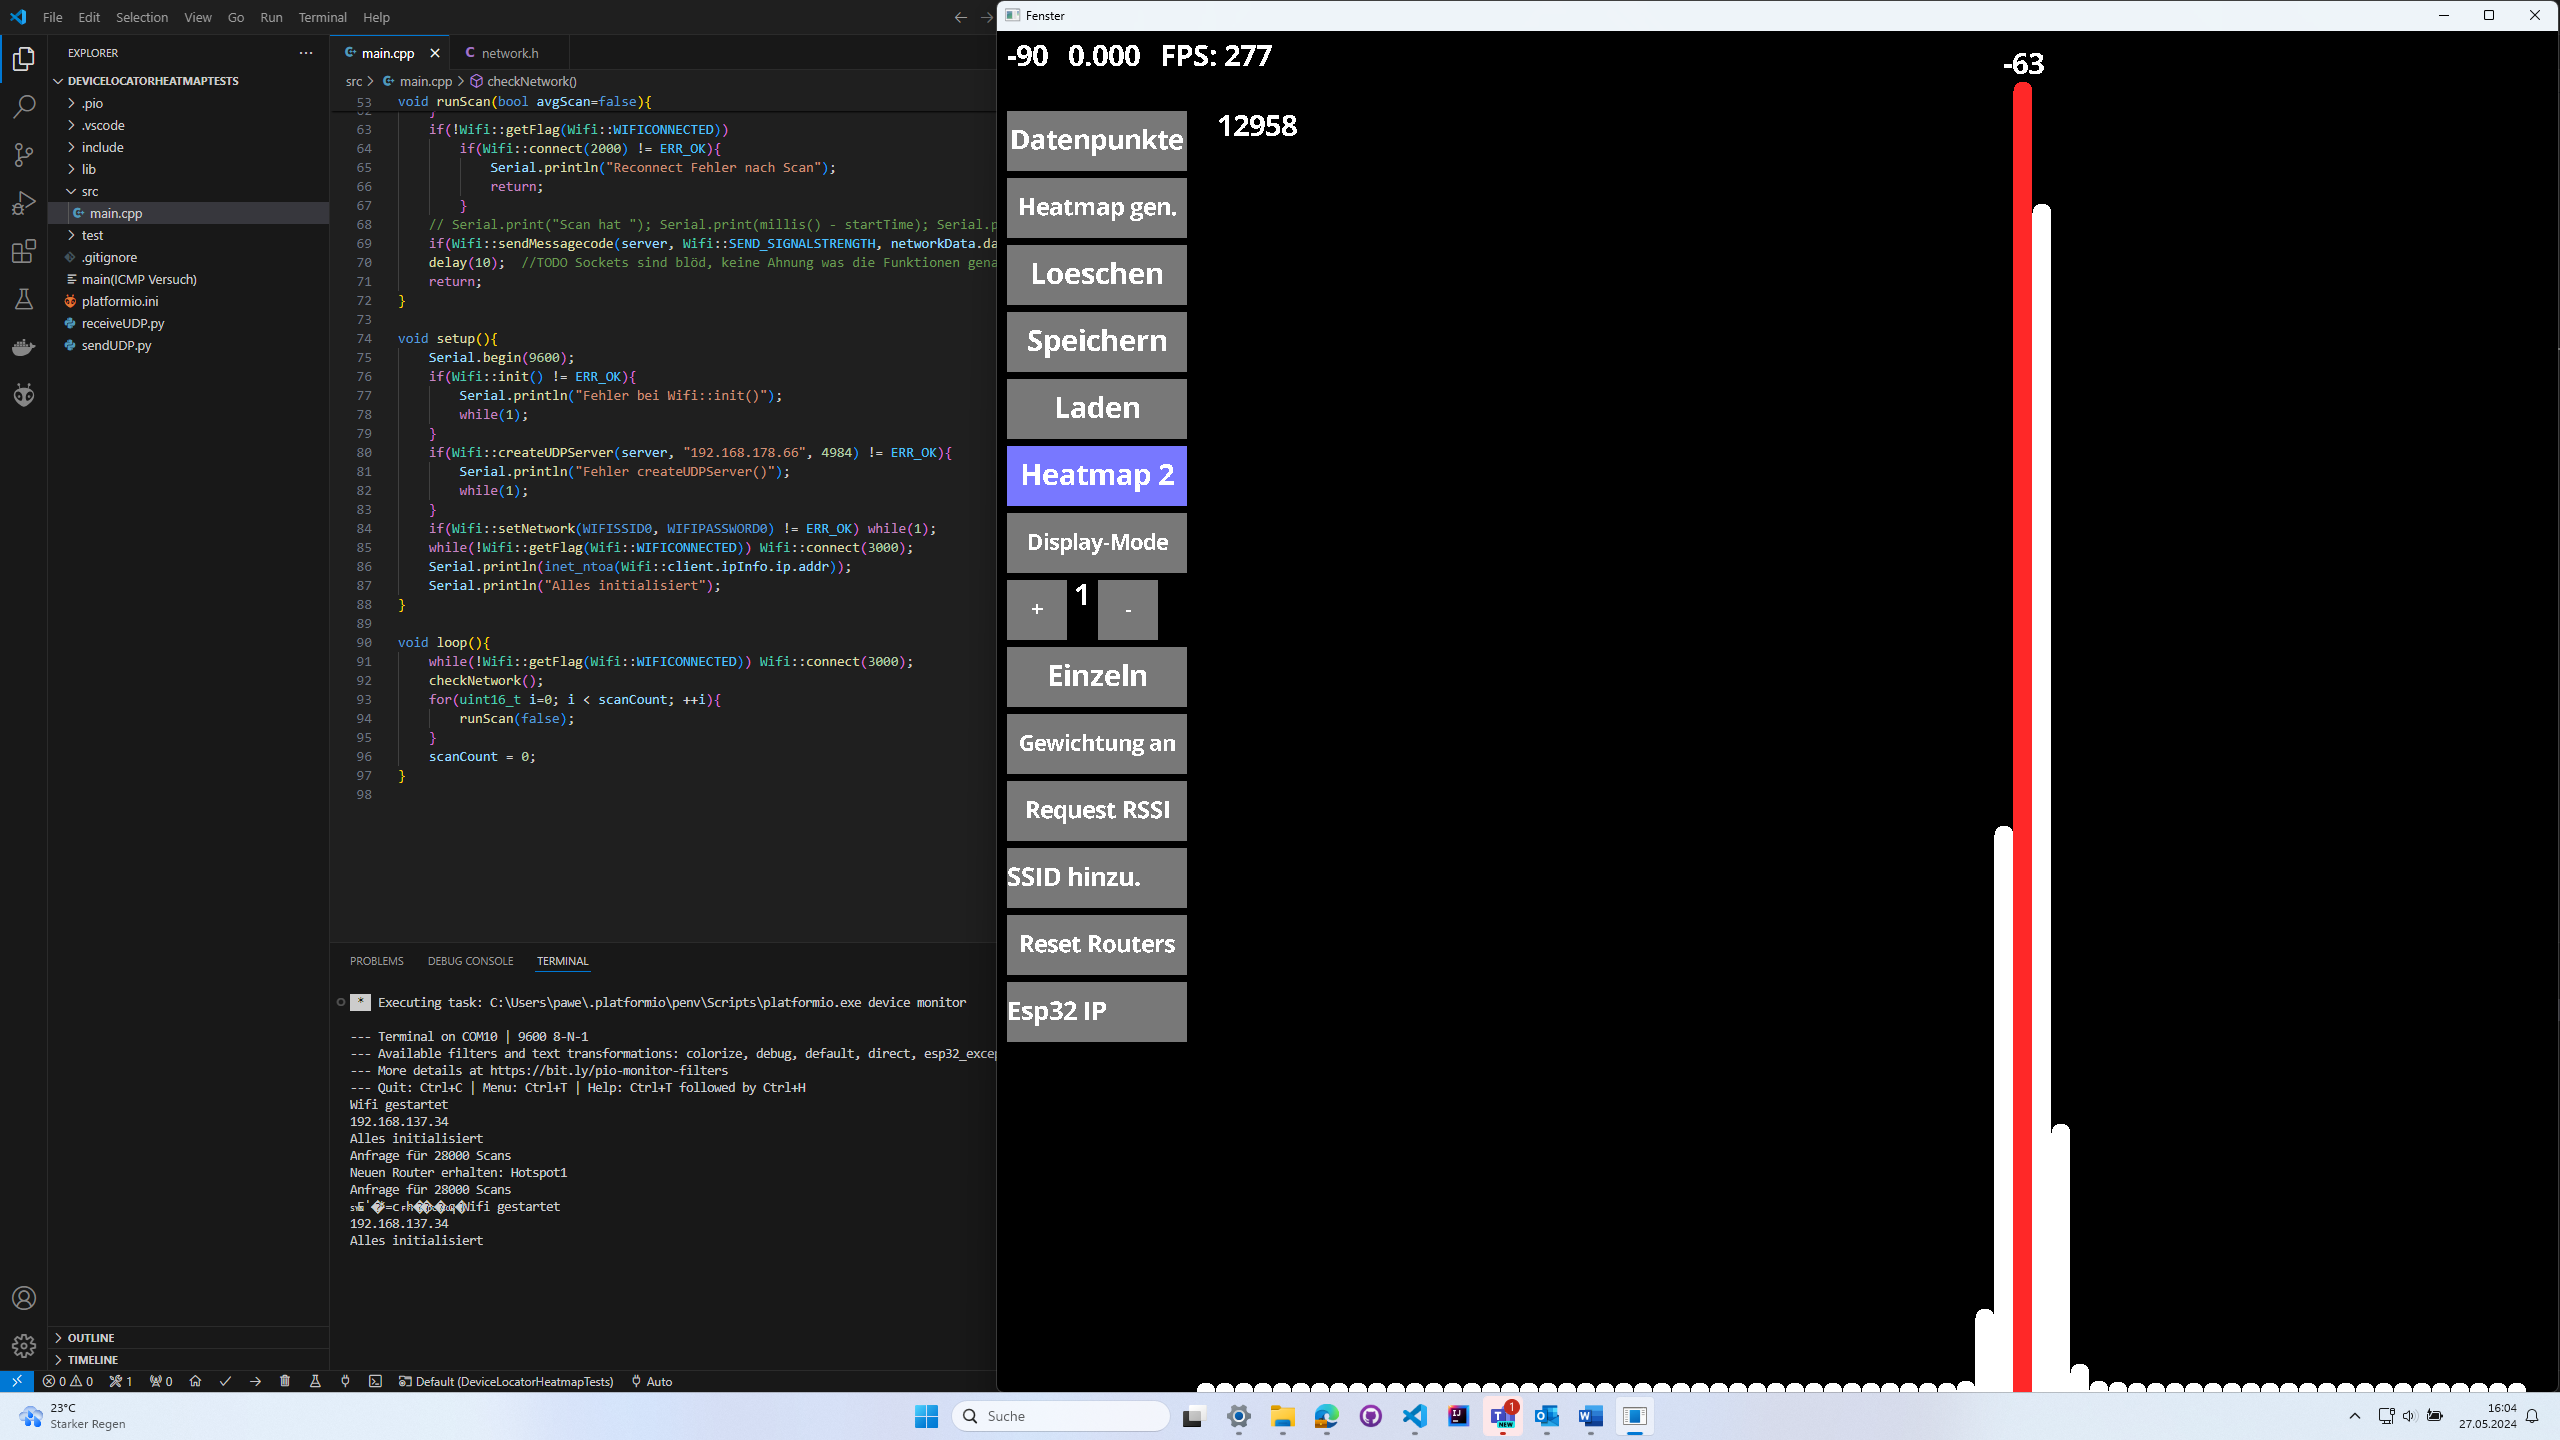 File Edit Selection View Go Run Terminal Help
EXPLORER
DEVICELOCATORHEATMAPTESTS
.pio
.vscode
include
lib
src
main.cpp
test
.gitignore
main(ICMP Versuch)
platformio.ini
receiveUDP.py
sendUDP.py
OUTLINE
TIMELINE
main.cpp
network.h
src > main.cpp > checkNetwork()
53 void runScan(bool avgScan=false){
62 }
63 if(!Wifi::getFlag(Wifi::WIFICONNECTED))
64 if(Wifi::connect(2000) != ERR_OK){
65 Serial.println("Reconnect Fehler nach Scan");
66 return;
67 }
68 // Serial.print("Scan hat "); Serial.print(millis() - startTime); Serial.p
69 if(Wifi::sendMessagecode(server, Wifi::SEND_SIGNALSTRENGTH, networkData.da
70 delay(10); //TODO Sockets sind blöd, keine Ahnung was die Funktionen gena
71 return;
72 }
73
74 void setup(){
75 Serial.begin(9600);
76 if(Wifi::init() != ERR_OK){
77 Serial.println("Fehler bei Wifi::init()");
78 while(1);
79 }
80 if(Wifi::createUDPServer(server, "192.168.178.66", 4984) != ERR_OK){
81 Serial.println("Fehler createUDPServer()");
82 while(1);
83 }
84 if(Wifi::setNetwork(WIFISSID0, WIFIPASSWORD0) != ERR_OK) while(1);
85 while(!Wifi::getFlag(Wifi::WIFICONNECTED)) Wifi::connect(3000);
86 Serial.println(inet_ntoa(Wifi::client.ipInfo.ip.addr));
87 Serial.println("Alles initialisiert");
88 }
89
90 void loop(){
91 while(!Wifi::getFlag(Wifi::WIFICONNECTED)) Wifi::connect(3000);
92 checkNetwork();
93 for(uint16_t i=0; i < scanCount; ++i){
94 runScan(false);
95 }
96 scanCount = 0;
97 }
98
PROBLEMS DEBUG CONSOLE TERMINAL
* Executing task: C:\Users\pawe\.platformio\penv\Scripts\platformio.exe device monitor
--- Terminal on COM10 | 9600 8-N-1
--- Available filters and text transformations: colorize, debug, default, direct, esp32_excep
--- More details at https://bit.ly/pio-monitor-filters
--- Quit: Ctrl+C | Menu: Ctrl+T | Help: Ctrl+T followed by Ctrl+H
Wifi gestartet
192.168.137.34
Alles initialisiert
Anfrage für 28000 Scans
Neuen Router erhalten: Hotspot1
Anfrage für 28000 Scans
Wifi gestartet
192.168.137.34
Alles initialisiert
0 0 1 0 Default (DeviceLocatorHeatmapTests) Auto
Fenster
-90 0.000 FPS: 277
-63
12958
Datenpunkte
Heatmap gen.
Loeschen
Speichern
Laden
Heatmap 2
Display-Mode
+ 1 -
Einzeln
Gewichtung an
Request RSSI
SSID hinzu.
Reset Routers
Esp32 IP
23°C
Starker Regen
Suche
1
NEW
16:04
27.05.2024